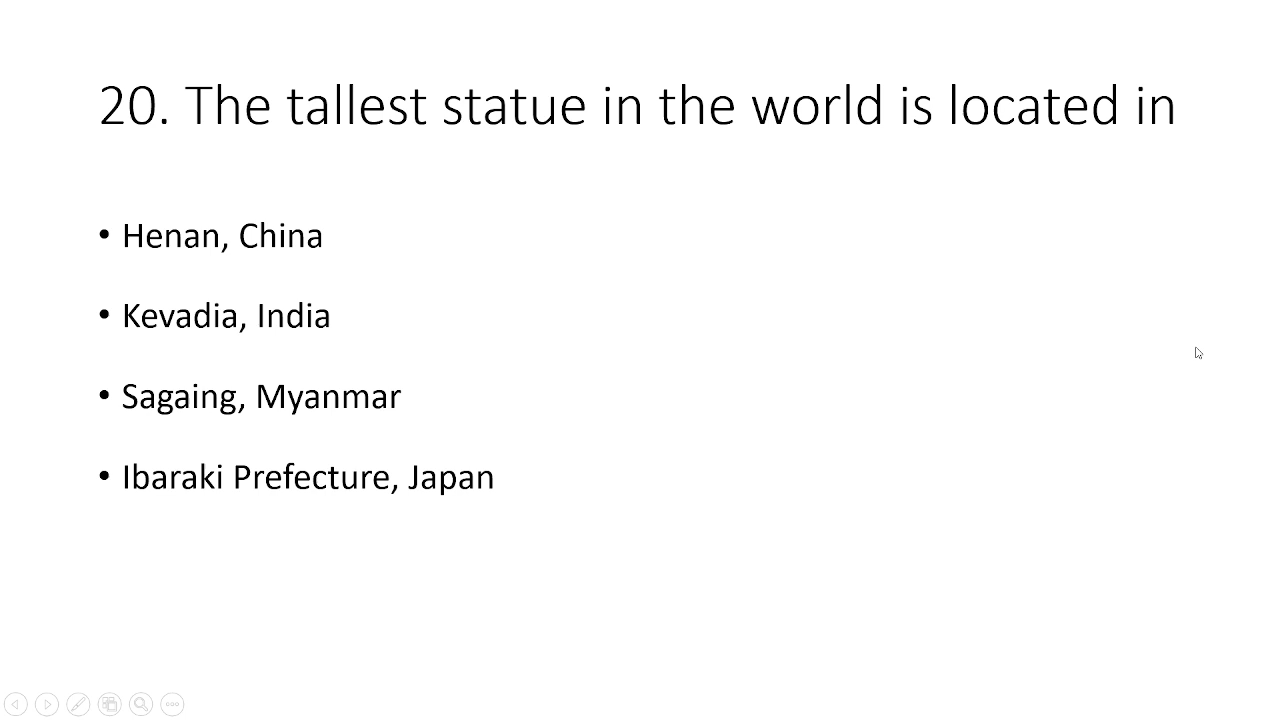 20. The tallest statue in the world is located in
• Henan, China
• Kevadia, India
• Sagaing, Myanmar
• Ibaraki Prefecture, Japan